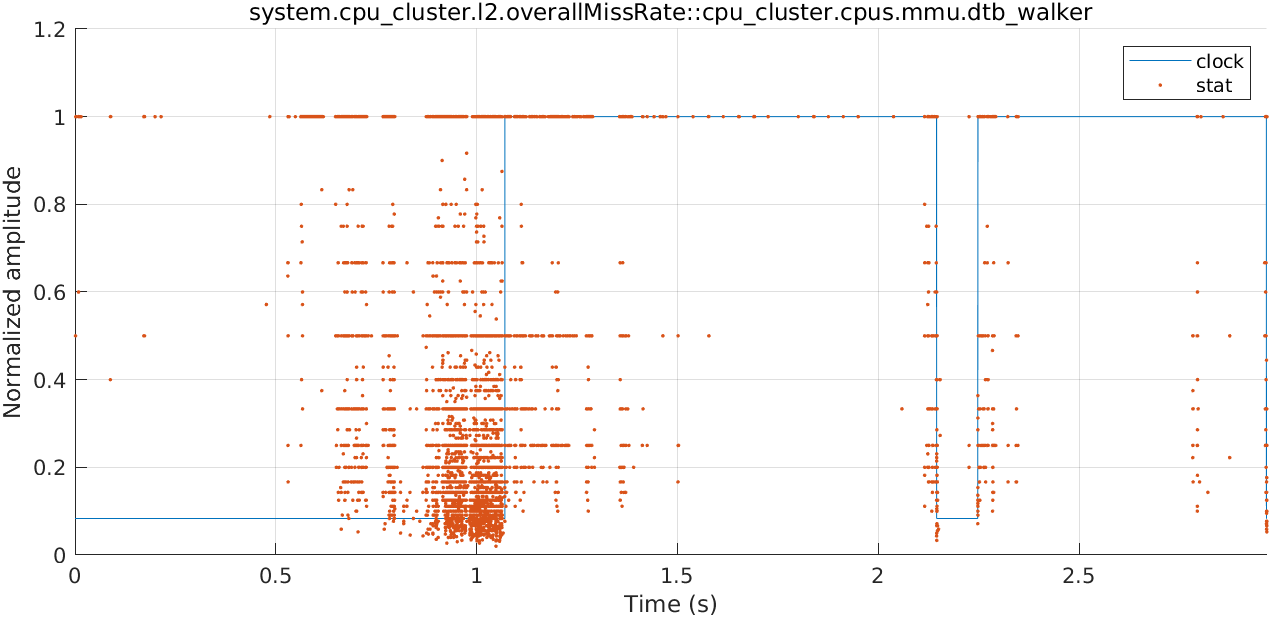 system.cpu_cluster.l2.overallMissRate::cpu_cluster.cpus.mmu.dtb_walker
1.2
1
0.8
0.6
0.4
0.2
0
Normalized amplitude
clock
stat
0 0.5 1 1.5 2 2.5
Time (s)